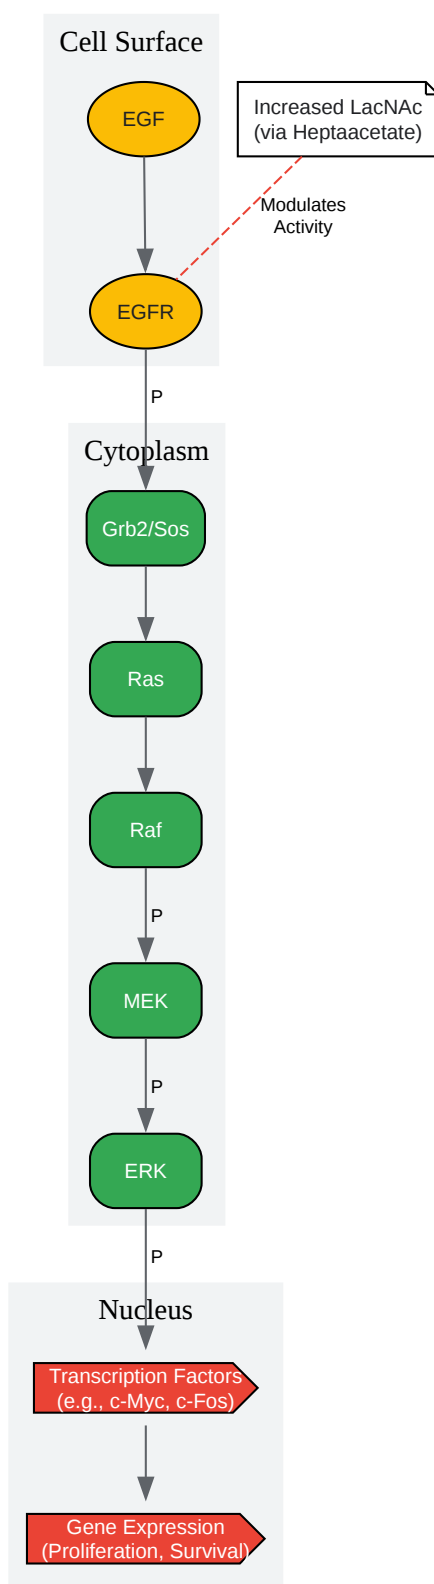 Cell Surface
EGF
Increased LacNAc
(via Heptaacetate)
Modulates
Activity
EGFR
P
Cytoplasm
Grb2/Sos
Ras
Raf
P
MEK
P
ERK
P
Nucleus
Transcription Factors
(e.g., c-Myc, c-Fos)
Gene Expression
(Proliferation, Survival)